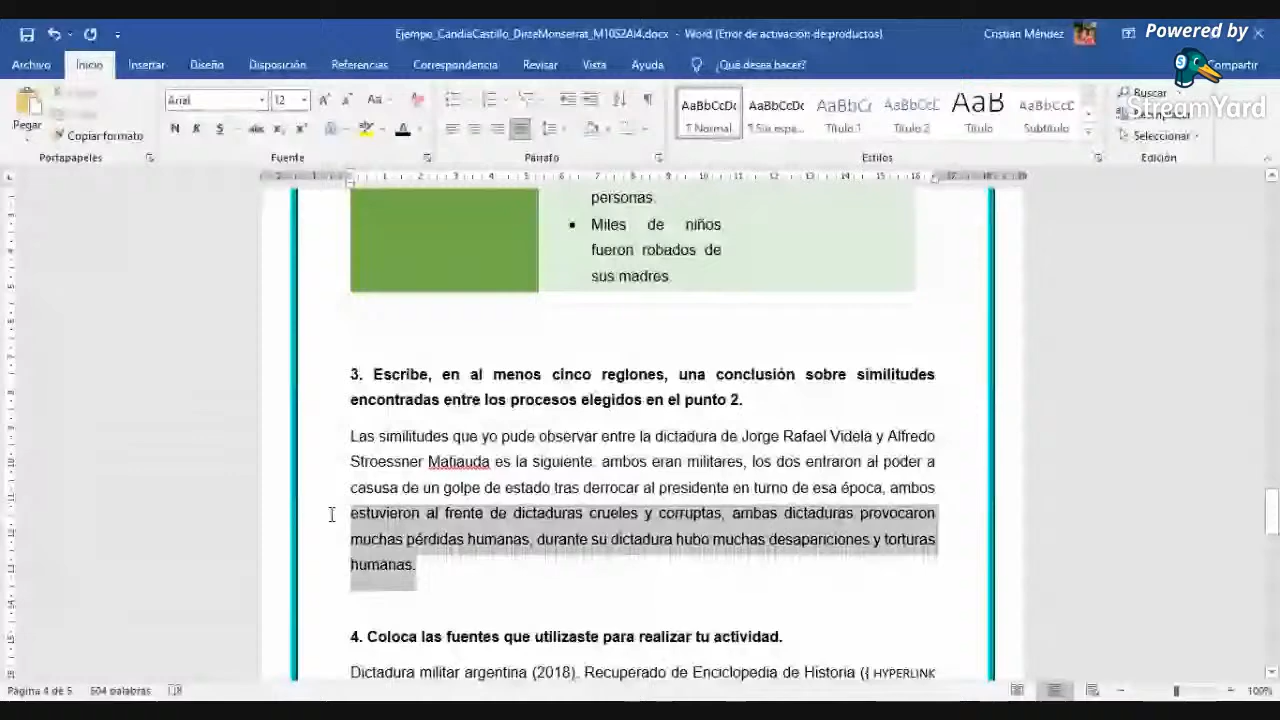 Ejempo_CandiaCastillo_DirzeMonserrat_M10S2AI4.docx - Word (Error de activación de productos)
Cristian Méndez
Powered by
StreamYard
Archivo Inicio Insertar Diseño Disposición Referencias Correspondencia Revisar Vista Ayuda ¿Qué desea hacer? Compartir
Pegar
Copiar formato
Portapapeles
Arial 12
N K S abc x₂ x²
Fuente
Párrafo
AaBbCcDc AaBbCcDc AaBbCc AaBbCcD AaB AaBbCcC
¶ Normal ¶ Sin espa... Título 1 Título 2 Título Subtítulo
Estilos
Buscar
Seleccionar
Edición
personas.
• Miles de niños
fueron robados de
sus madres.
3. Escribe, en al menos cinco reglones, una conclusión sobre similitudes
encontradas entre los procesos elegidos en el punto 2.
Las similitudes que yo pude observar entre la dictadura de Jorge Rafael Videla y Alfredo
Stroessner Matiauda es la siguiente: ambos eran militares, los dos entraron al poder a
casusa de un golpe de estado tras derrocar al presidente en turno de esa época, ambos
estuvieron al frente de dictaduras crueles y corruptas, ambas dictaduras provocaron
muchas pérdidas humanas, durante su dictadura hubo muchas desapariciones y torturas
humanas.
4. Coloca las fuentes que utilizaste para realizar tu actividad.
Dictadura militar argentina (2018). Recuperado de Enciclopedia de Historia ({ HYPERLINK
Página 4 de 5 504 palabras
100%